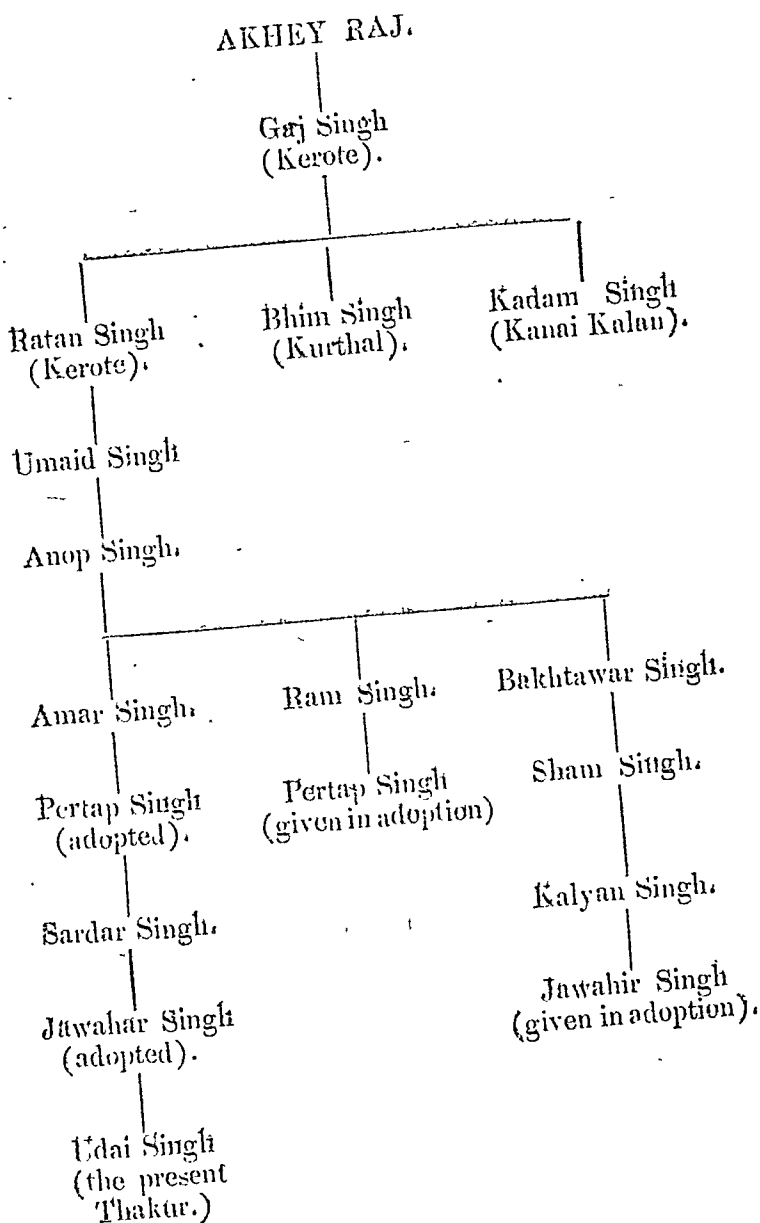 AKHEY RAJ.
Gaj Singh
(Kerote).
Ratan Singh
(Kerote).
Bhim Singh
(Kurthal).
Kadam Singh
(Kanai Kalan).
Umaid Singh
Anop Singh.
Amar Singh.
Ram Singh.
Bakhtawar Singh.
Pertap Singh
(adopted).
Pertap Singh
(given in adoption)
Sham Singh.
Sardar Singh.
Kalyan Singh.
Jawahar Singh
(adopted).
Jawahir Singh
(given in adoption).
Udai Singh
(the present
Thakur.)